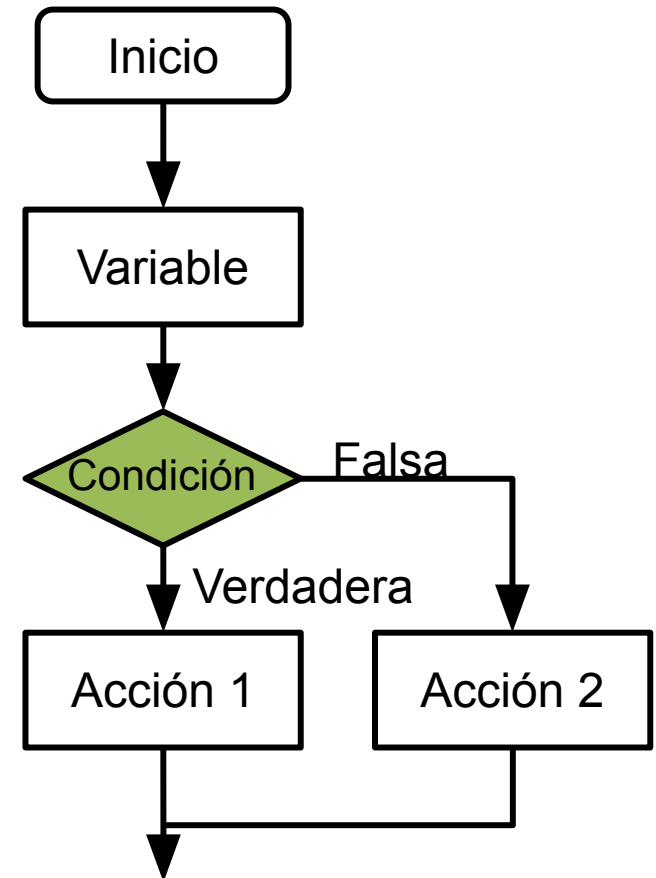 Inicio
Variable
Condición
Falsa
Verdadera
Acción 1
Acción 2